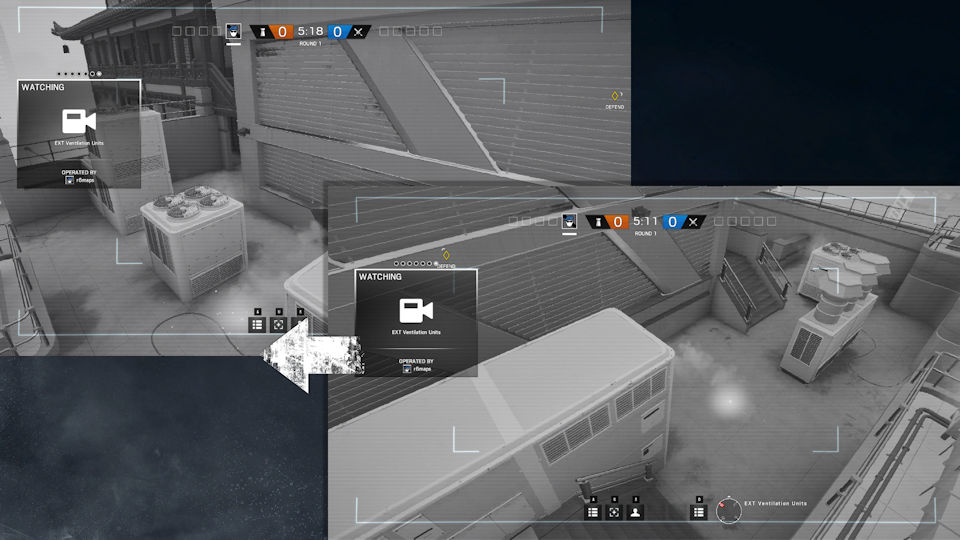 0 5:18 0
ROUND 1
WATCHING
EXT Ventilation Units
OPERATED BY
r6maps
DEFEND
0 5:11 0
ROUND 1
DEFEND
WATCHING
EXT Ventilation Units
OPERATED BY
r6maps
EXT Ventilation Units